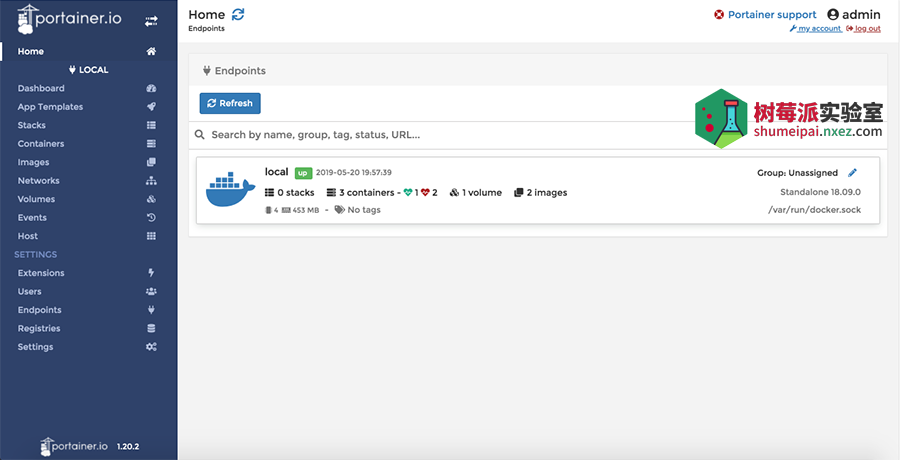 portainer.io
Home
LOCAL
Dashboard
App Templates
Stacks
Containers
Images
Networks
Volumes
Events
Host
SETTINGS
Extensions
Users
Endpoints
Registries
Settings
portainer.io 1.20.2
Home
Endpoints
Portainer support admin
my account log out
Endpoints
Refresh
树莓派实验室
shumeipai.nxez.com
Search by name, group, tag, status, URL...
local up 2019-05-20 19:57:39 Group: Unassigned
0 stacks 3 containers - 1 2 1 volume 2 images Standalone 18.09.0
4 453 MB - No tags /var/run/docker.sock